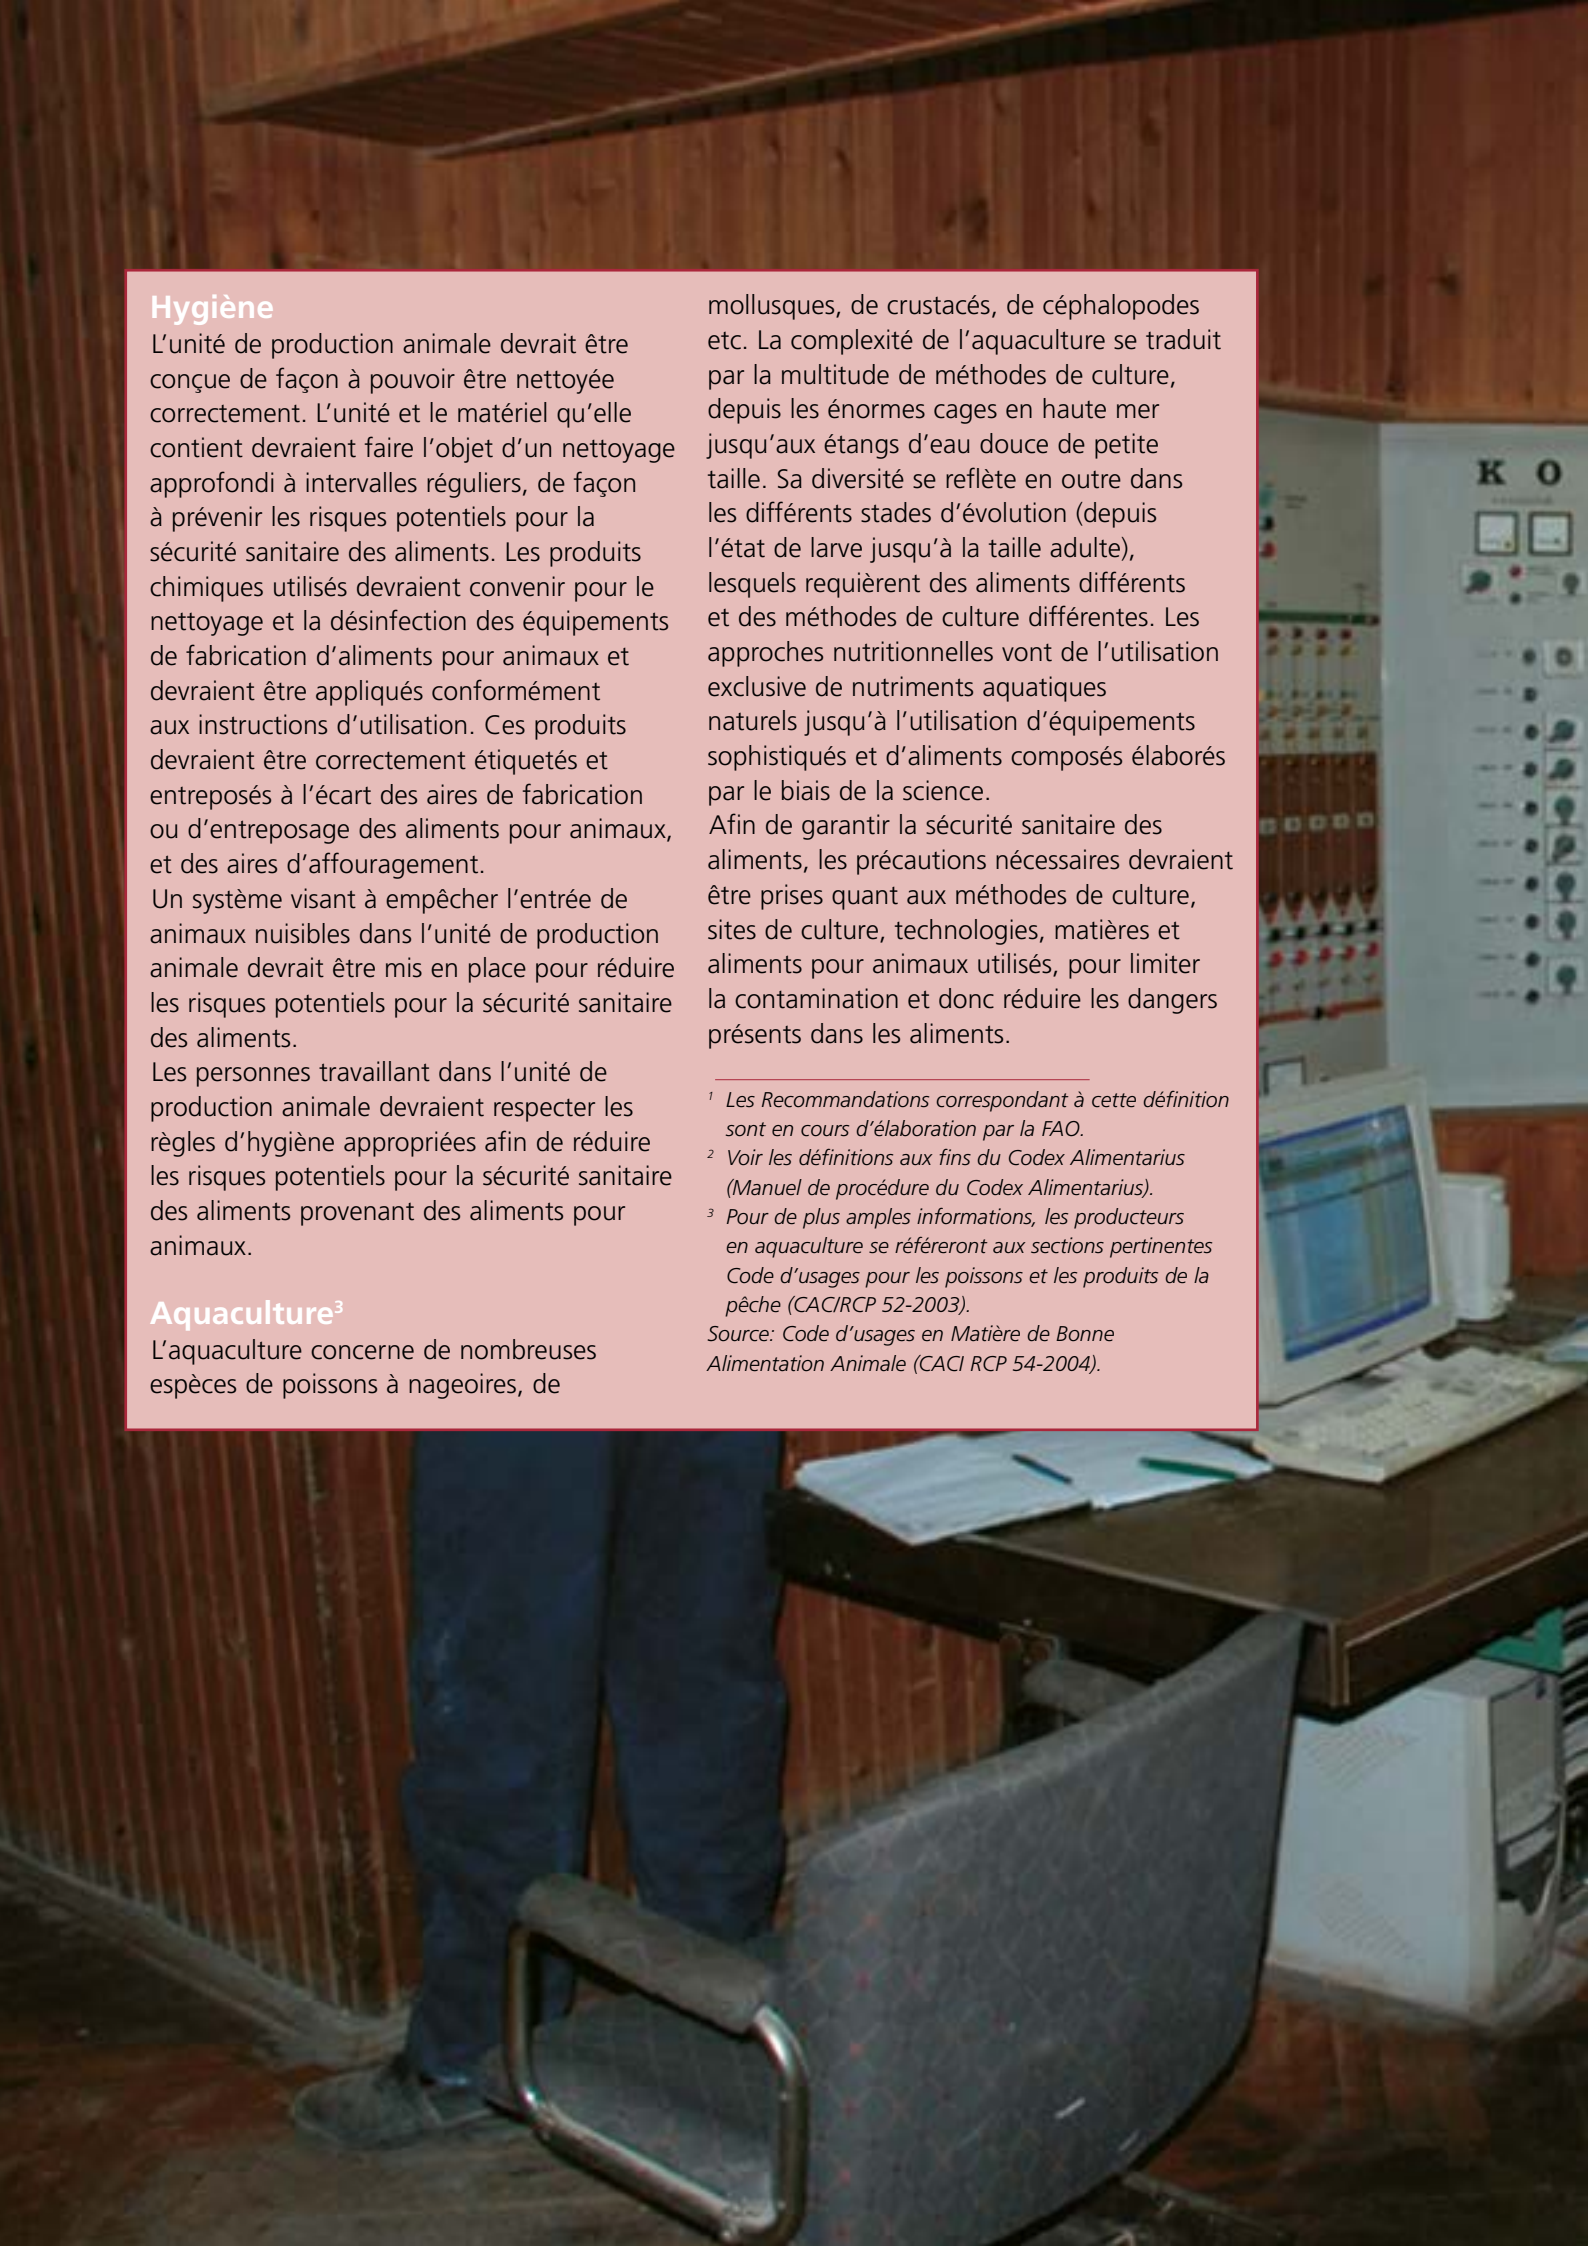 Hygiène
L’unité de production animale devrait être
conçue de façon à pouvoir être nettoyée
correctement. L’unité et le matériel qu’elle
contient devraient faire l’objet d’un nettoyage
approfondi à intervalles réguliers, de façon
à prévenir les risques potentiels pour la
sécurité sanitaire des aliments. Les produits
chimiques utilisés devraient convenir pour le
nettoyage et la désinfection des équipements
de fabrication d’aliments pour animaux et
devraient être appliqués conformément
aux instructions d’utilisation. Ces produits
devraient être correctement étiquetés et
entreposés à l’écart des aires de fabrication
ou d’entreposage des aliments pour animaux,
et des aires d’affouragement.
Un système visant à empêcher l’entrée de
animaux nuisibles dans l’unité de production
animale devrait être mis en place pour réduire
les risques potentiels pour la sécurité sanitaire
des aliments.
Les personnes travaillant dans l’unité de
production animale devraient respecter les
règles d’hygiène appropriées afin de réduire
les risques potentiels pour la sécurité sanitaire
des aliments provenant des aliments pour
animaux.
Aquaculture³
L’aquaculture concerne de nombreuses
espèces de poissons à nageoires, de
mollusques, de crustacés, de céphalopodes
etc. La complexité de l’aquaculture se traduit
par la multitude de méthodes de culture,
depuis les énormes cages en haute mer
jusqu’aux étangs d’eau douce de petite
taille. Sa diversité se reflète en outre dans
les différents stades d’évolution (depuis
l’état de larve jusqu’à la taille adulte),
lesquels requièrent des aliments différents
et des méthodes de culture différentes. Les
approches nutritionnelles vont de l’utilisation
exclusive de nutriments aquatiques
naturels jusqu’à l’utilisation d’équipements
sophistiqués et d’aliments composés élaborés
par le biais de la science.
Afin de garantir la sécurité sanitaire des
aliments, les précautions nécessaires devraient
être prises quant aux méthodes de culture,
sites de culture, technologies, matières et
aliments pour animaux utilisés, pour limiter
la contamination et donc réduire les dangers
présents dans les aliments.
¹ Les Recommandations correspondant à cette définition
sont en cours d’élaboration par la FAO.
² Voir les définitions aux fins du Codex Alimentarius
(Manuel de procédure du Codex Alimentarius).
³ Pour de plus amples informations, les producteurs
en aquaculture se référeront aux sections pertinentes
Code d’usages pour les poissons et les produits de la
pêche (CAC/RCP 52-2003).
Source: Code d’usages en Matière de Bonne
Alimentation Animale (CACI RCP 54-2004).
K O